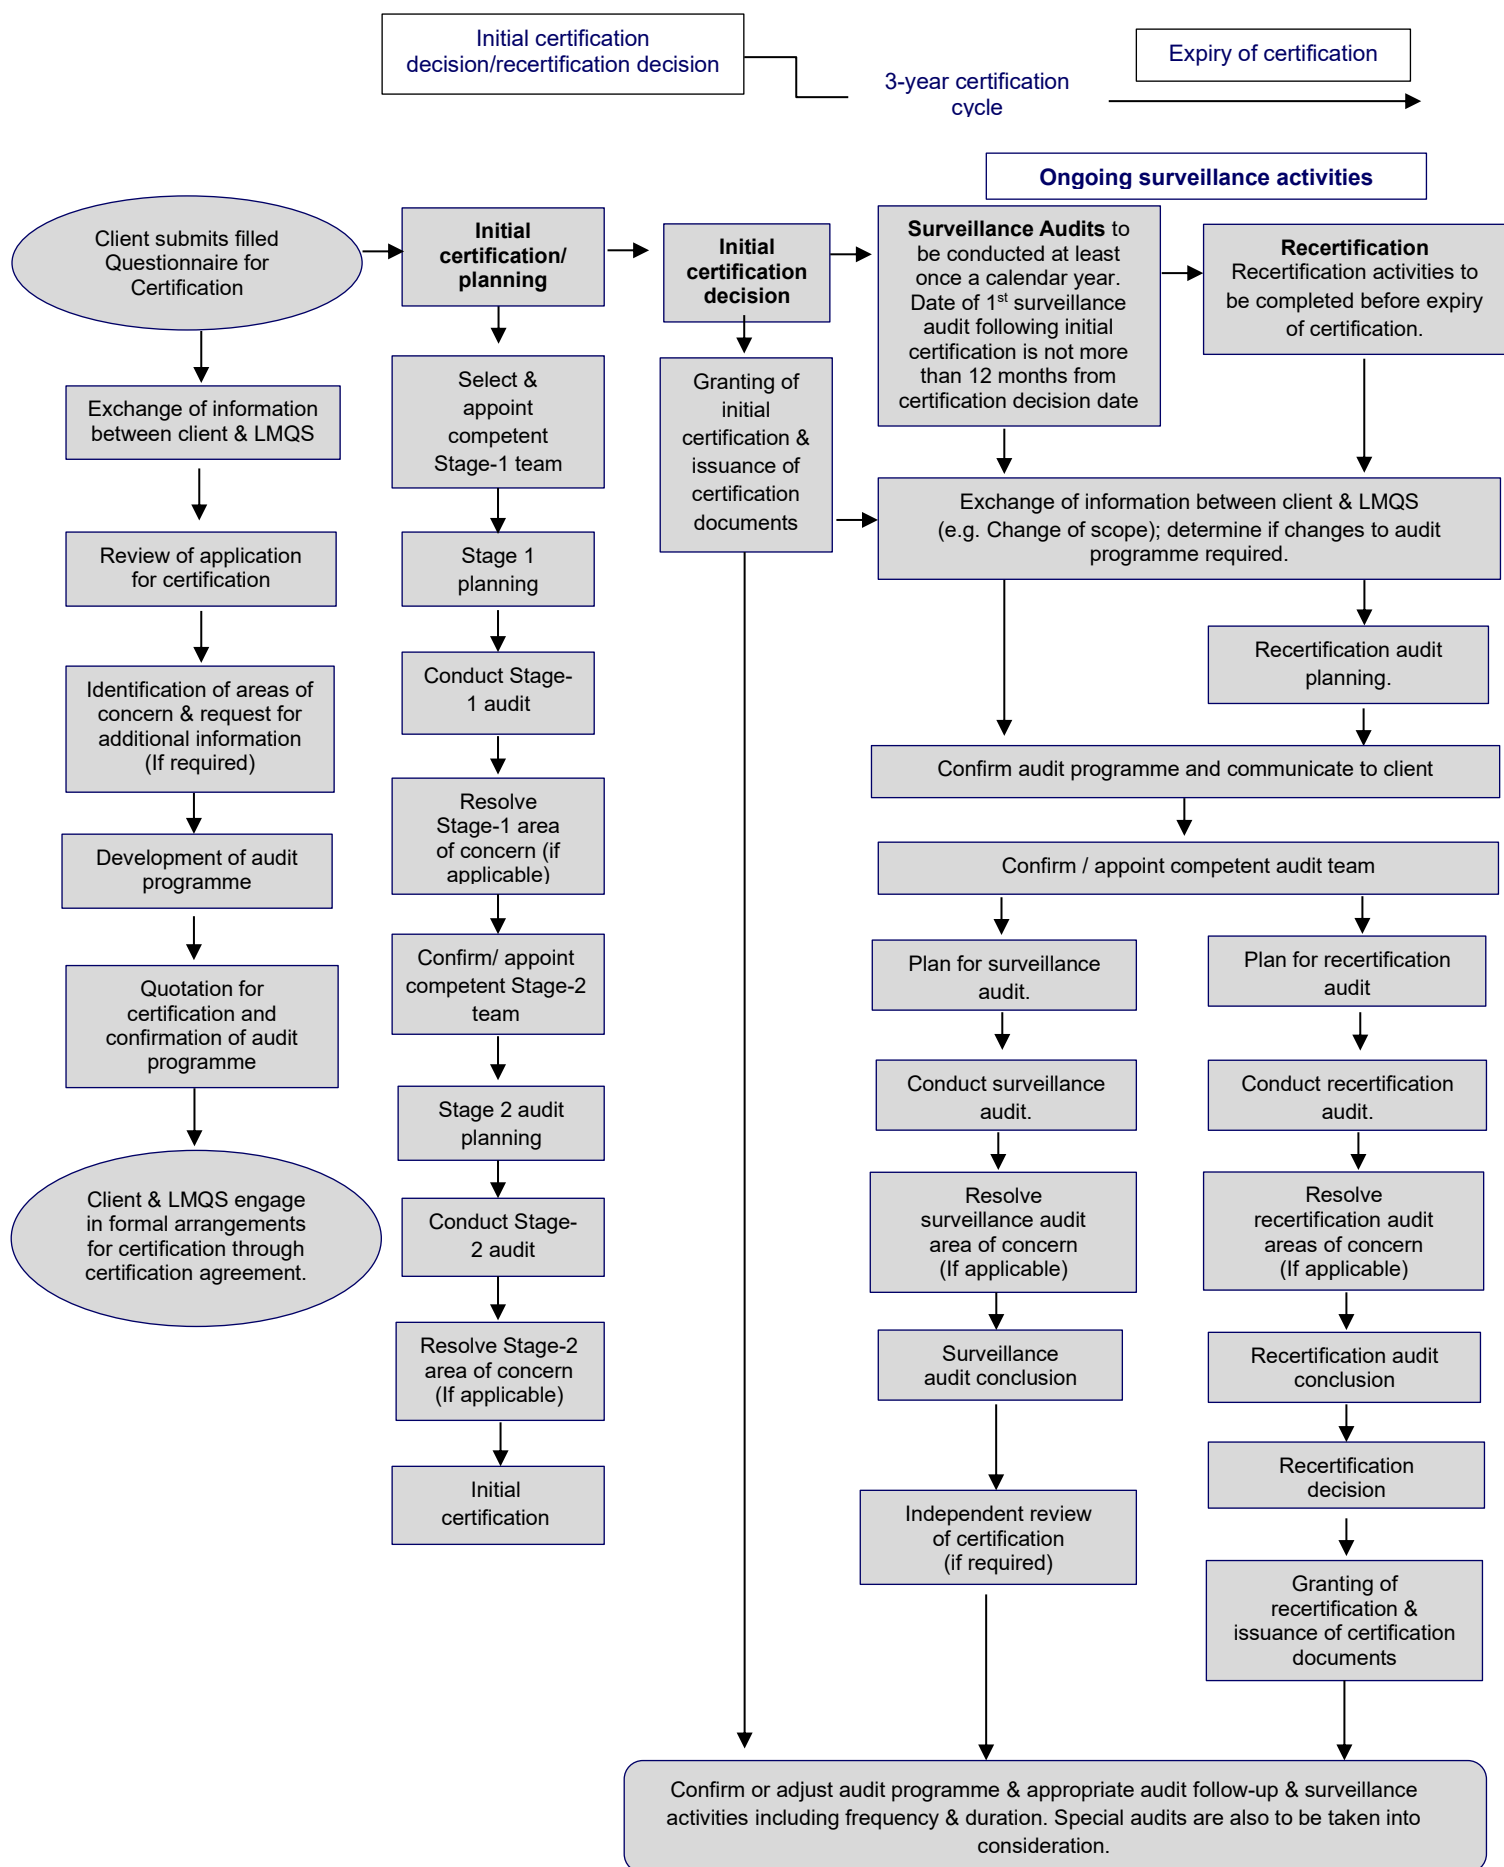 Initial certification
decision/recertification decision
3-year certification
cycle
Expiry of certification
Ongoing surveillance activities
Client submits filled
Questionnaire for
Certification
Exchange of information
between client & LMQS
Review of application
for certification
Identification of areas of
concern & request for
additional information
(If required)
Development of audit
programme
Quotation for
certification and
confirmation of audit
programme
Client & LMQS engage
in formal arrangements
for certification through
certification agreement.
Initial
certification/
planning
Select &
appoint
competent
Stage-1 team
Stage 1
planning
Conduct Stage-
1 audit
Resolve
Stage-1 area
of concern (if
applicable)
Confirm/ appoint
competent Stage-2
team
Stage 2 audit
planning
Conduct Stage-
2 audit
Resolve Stage-2
area of concern
(If applicable)
Initial
certification
Initial
certification
decision
Granting of
initial
certification &
issuance of
certification
documents
Surveillance Audits to
be conducted at least
once a calendar year.
Date of 1st surveillance
audit following initial
certification is not more
than 12 months from
certification decision date
Recertification
Recertification activities to
be completed before expiry
of certification.
Exchange of information between client & LMQS
(e.g. Change of scope); determine if changes to audit
programme required.
Recertification audit
planning.
Confirm audit programme and communicate to client
Confirm / appoint competent audit team
Plan for surveillance
audit.
Conduct surveillance
audit.
Resolve
surveillance audit
area of concern
(If applicable)
Surveillance
audit conclusion
Independent review
of certification
(if required)
Plan for recertification
audit
Conduct recertification
audit.
Resolve
recertification audit
areas of concern
(If applicable)
Recertification audit
conclusion
Recertification
decision
Granting of
recertification &
issuance of certification
documents
Confirm or adjust audit programme & appropriate audit follow-up & surveillance
activities including frequency & duration. Special audits are also to be taken into
consideration.